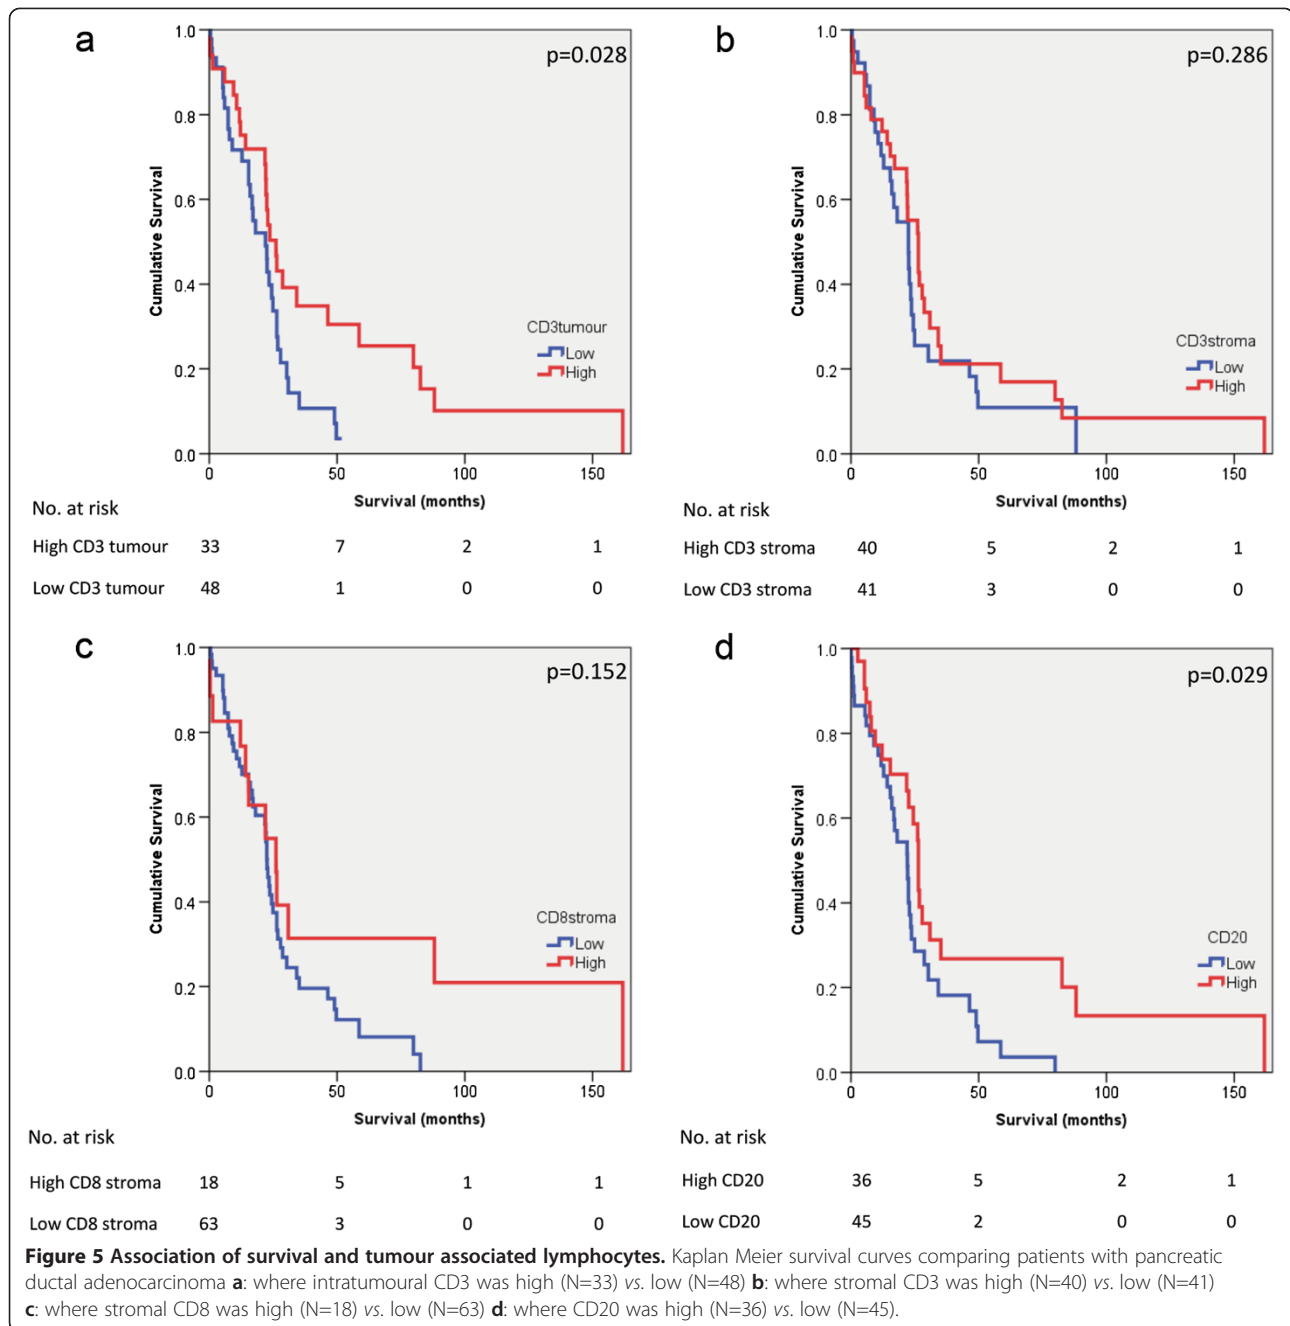 a
p=0.028
1.0
0.8
0.6
0.4
0.2
0.0
Cumulative Survival
CD3tumour
Low
High
0 50 100 150
Survival (months)
No. at risk
High CD3 tumour 33 7 2 1
Low CD3 tumour 48 1 0 0
b
p=0.286
1.0
0.8
0.6
0.4
0.2
0.0
Cumulative Survival
CD3stroma
Low
High
0 50 100 150
Survival (months)
No. at risk
High CD3 stroma 40 5 2 1
Low CD3 stroma 41 3 0 0
c
p=0.152
1.0
0.8
0.6
0.4
0.2
0.0
Cumulative Survival
CD8stroma
Low
High
0 50 100 150
Survival (months)
No. at risk
High CD8 stroma 18 5 1 1
Low CD8 stroma 63 3 0 0
d
p=0.029
1.0
0.8
0.6
0.4
0.2
0.0
Cumulative Survival
CD20
Low
High
0 50 100 150
Survival (months)
No. at risk
High CD20 36 5 2 1
Low CD20 45 2 0 0
Figure 5 Association of survival and tumour associated lymphocytes. Kaplan Meier survival curves comparing patients with pancreatic
ductal adenocarcinoma a: where intratumoural CD3 was high (N=33) vs. low (N=48) b: where stromal CD3 was high (N=40) vs. low (N=41)
c: where stromal CD8 was high (N=18) vs. low (N=63) d: where CD20 was high (N=36) vs. low (N=45).